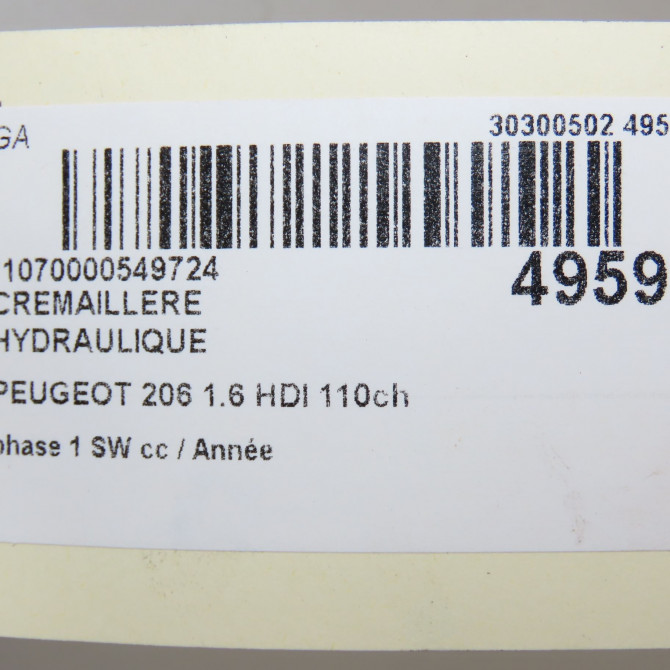 GA
30300502 495
1070000549724
4959
CREMAILLERE
HYDRAULIQUE
PEUGEOT 206 1.6 HDI 110ch
phase 1 SW cc / Année